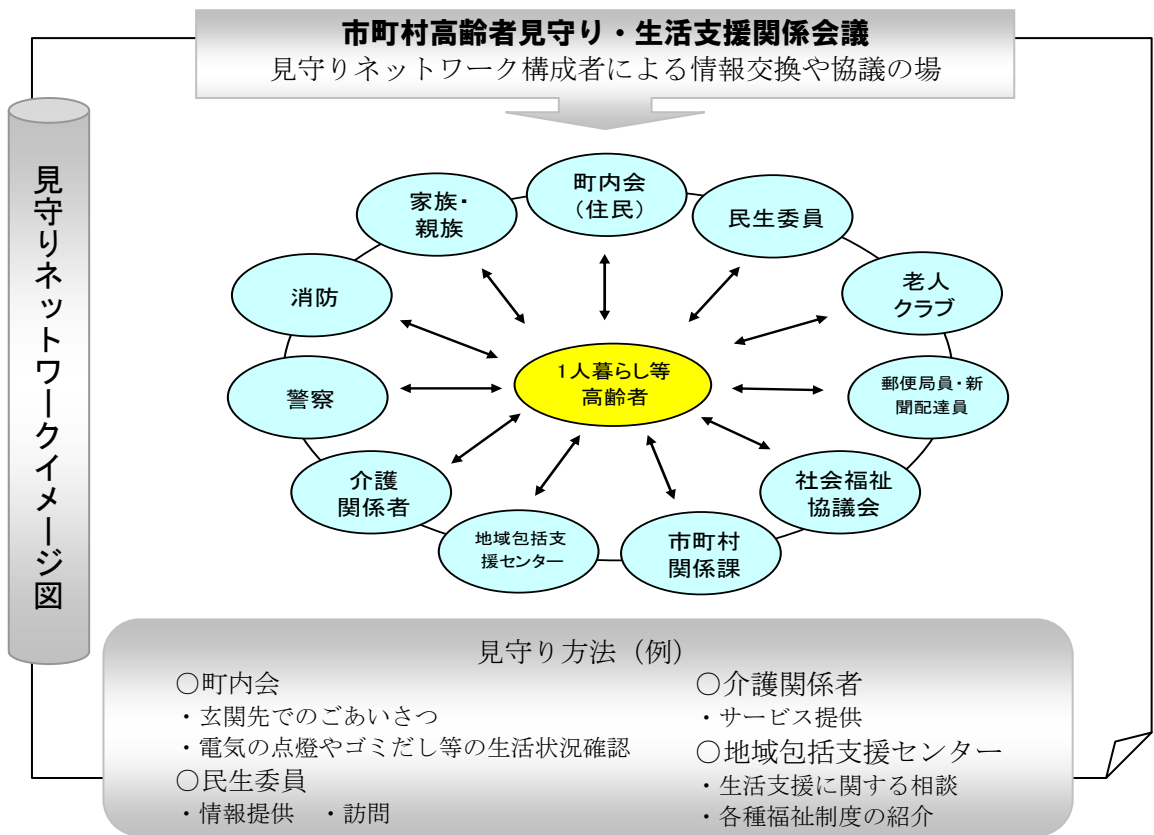 市町村高齢者見守り・生活支援関係会議
見守りネットワーク構成者による情報交換や協議の場
見守りネットワークイメージ図
町内会
（住民）
民生委員
老人
クラブ
郵便局員・新
聞配達員
社会福祉
協議会
市町村
関係課
地域包括支
援センター
介護
関係者
警察
消防
家族・
親族
1人暮らし等
高齢者
見守り方法（例）
○町内会
・玄関先でのごあいさつ
・電気の点燈やゴミだし等の生活状況確認
○民生委員
・情報提供　・訪問
○介護関係者
・サービス提供
○地域包括支援センター
・生活支援に関する相談
・各種福祉制度の紹介